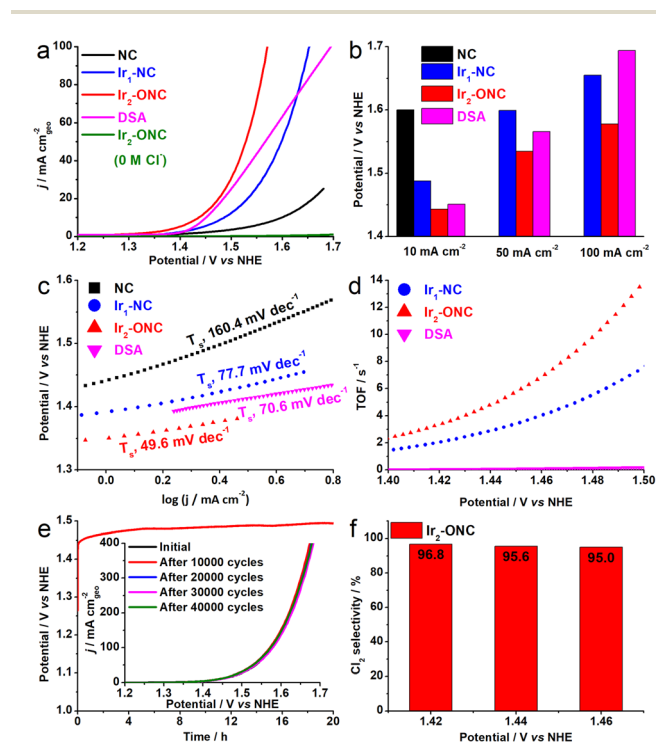 a
j / mA cm⁻²geo
100
80
60
40
20
0
NC
Ir₁-NC
Ir₂-ONC
DSA
Ir₂-ONC
(0 M Cl⁻)
1.2 1.3 1.4 1.5 1.6 1.7
Potential / V vs NHE
b
Potential / V vs NHE
1.7
1.6
1.5
1.4
NC
Ir₁-NC
Ir₂-ONC
DSA
10 mA cm⁻² 50 mA cm⁻² 100 mA cm⁻²
c
Potential / V vs NHE
1.6
1.5
1.4
1.3
NC
Ir₁-NC
Ir₂-ONC
DSA
Tₛ, 160.4 mV dec⁻¹
Tₛ, 77.7 mV dec⁻¹
Tₛ, 70.6 mV dec⁻¹
Tₛ, 49.6 mV dec⁻¹
0.0 0.2 0.4 0.6 0.8
log (j / mA cm⁻²)
d
TOF / s⁻¹
14
12
10
8
6
4
2
0
Ir₁-NC
Ir₂-ONC
DSA
1.40 1.42 1.44 1.46 1.48 1.50
Potential / V vs NHE
e
Potential / V vs NHE
1.5
1.4
1.3
1.2
1.1
1.0
j / mA cm⁻²geo
400
300
200
100
0
Initial
After 10000 cycles
After 20000 cycles
After 30000 cycles
After 40000 cycles
1.2 1.3 1.4 1.5 1.6 1.7
Potential / V vs NHE
0 4 8 12 16 20
Time / h
f
Cl₂ selectivity / %
100
80
60
40
20
0
Ir₂-ONC
96.8 95.6 95.0
1.42 1.44 1.46
Potential / V vs NHE